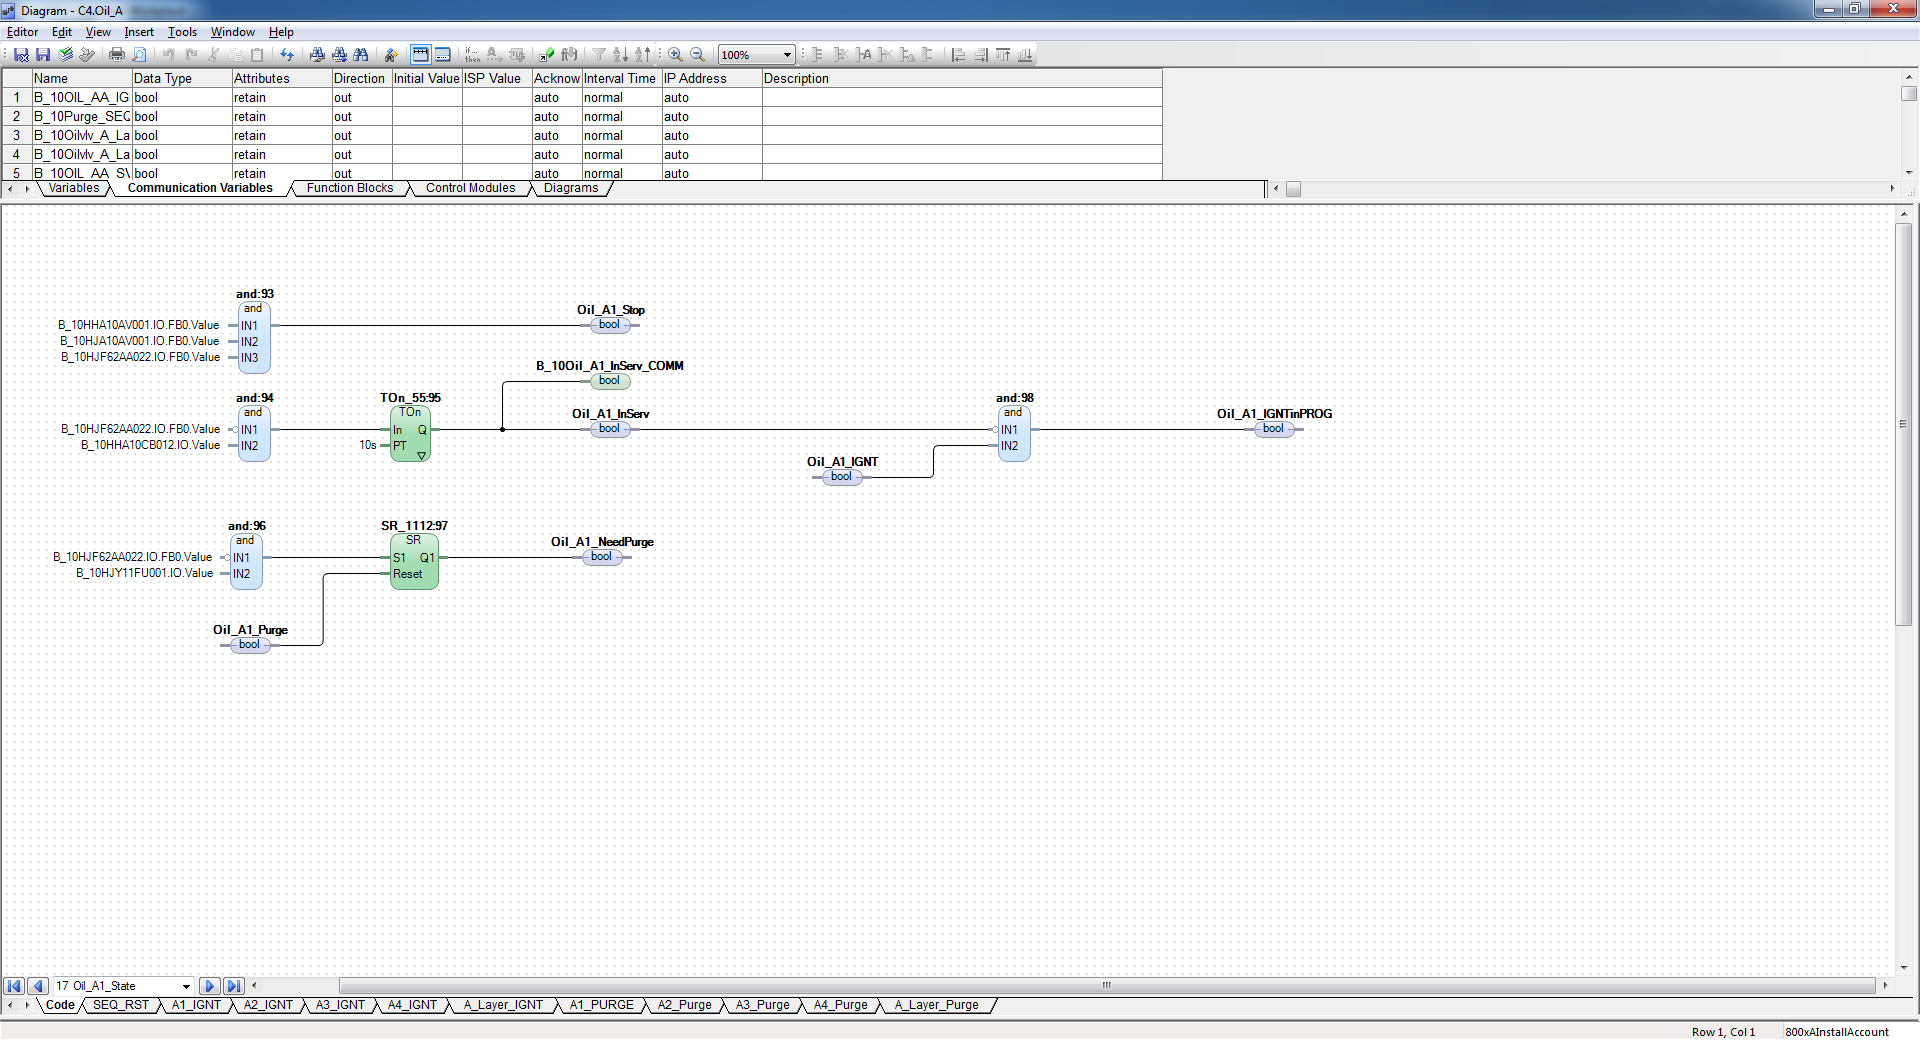 Diagram - C4.Oil_A
Editor Edit View Insert Tools Window Help
if... then
100%
Name Data Type Attributes Direction Initial Value ISP Value Acknow Interval Time IP Address Description
1 B_10OIL_AA_IG bool retain out auto normal auto
2 B_10Purge_SEQ bool retain out auto normal auto
3 B_10Oilvlv_A_La bool retain out auto normal auto
4 B_10Oilvlv_A_La bool retain out auto normal auto
5 B_10OIL_AA_SV bool retain out auto normal auto
Variables Communication Variables Function Blocks Control Modules Diagrams
and:93
and
B_10HHA10AV001.IO.FB0.Value IN1
B_10HJA10AV001.IO.FB0.Value IN2
B_10HJF62AA022.IO.FB0.Value IN3
Oil_A1_Stop
bool
B_10Oil_A1_InServ_COMM
bool
and:94
and
B_10HJF62AA022.IO.FB0.Value IN1
B_10HHA10CB012.IO.Value IN2
TOn_55:95
TOn
In Q
10s PT
Oil_A1_InServ
bool
Oil_A1_IGNT
bool
and:98
and
IN1
IN2
Oil_A1_IGNTinPROG
bool
and:96
and
B_10HJF62AA022.IO.FB0.Value IN1
B_10HJY11FU001.IO.Value IN2
SR_1112:97
SR
S1 Q1
Reset
Oil_A1_NeedPurge
bool
Oil_A1_Purge
bool
17 Oil_A1_State
Code SEQ_RST A1_IGNT A2_IGNT A3_IGNT A4_IGNT A_Layer_IGNT A1_PURGE A2_Purge A3_Purge A4_Purge A_Layer_Purge
Row 1, Col 1 800xAInstallAccount